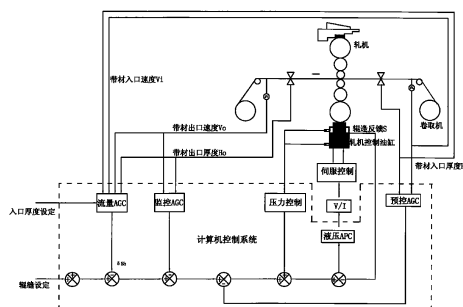 轧机
带材入口速度Vi
带材出口速度Vo
辊缝反馈S
卷取机
轧机控制油缸
带材出口厚度Ho
带材入口厚度H
伺服控制
入口厚度设定
流量AGC
监控AGC
压力控制
V/I
预控AGC
液压APC
计算机控制系统
辊缝设定